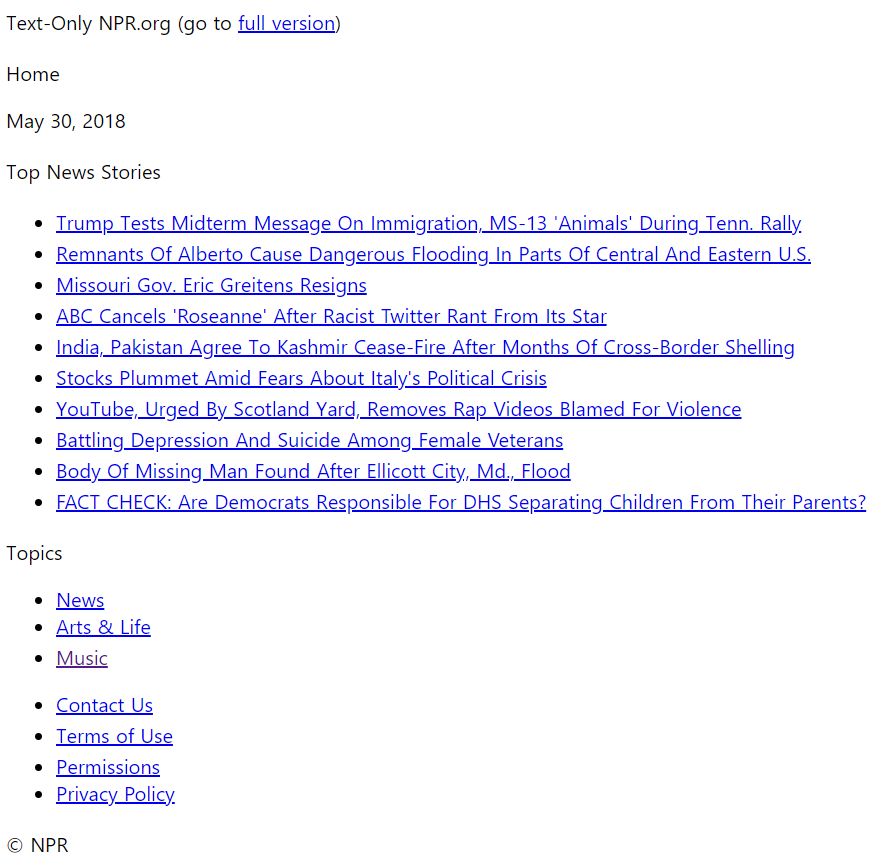 Text-Only NPR.org (go to full version)
Home
May 30, 2018
Top News Stories
Trump Tests Midterm Message On Immigration, MS-13 'Animals' During Tenn. Rally
Remnants Of Alberto Cause Dangerous Flooding In Parts Of Central And Eastern U.S.
Missouri Gov. Eric Greitens Resigns
ABC Cancels 'Roseanne' After Racist Twitter Rant From Its Star
India, Pakistan Agree To Kashmir Cease-Fire After Months Of Cross-Border Shelling
Stocks Plummet Amid Fears About Italy's Political Crisis
YouTube, Urged By Scotland Yard, Removes Rap Videos Blamed For Violence
Battling Depression And Suicide Among Female Veterans
Body Of Missing Man Found After Ellicott City, Md., Flood
FACT CHECK: Are Democrats Responsible For DHS Separating Children From Their Parents?
Topics
News
Arts & Life
Music
Contact Us
Terms of Use
Permissions
Privacy Policy
© NPR